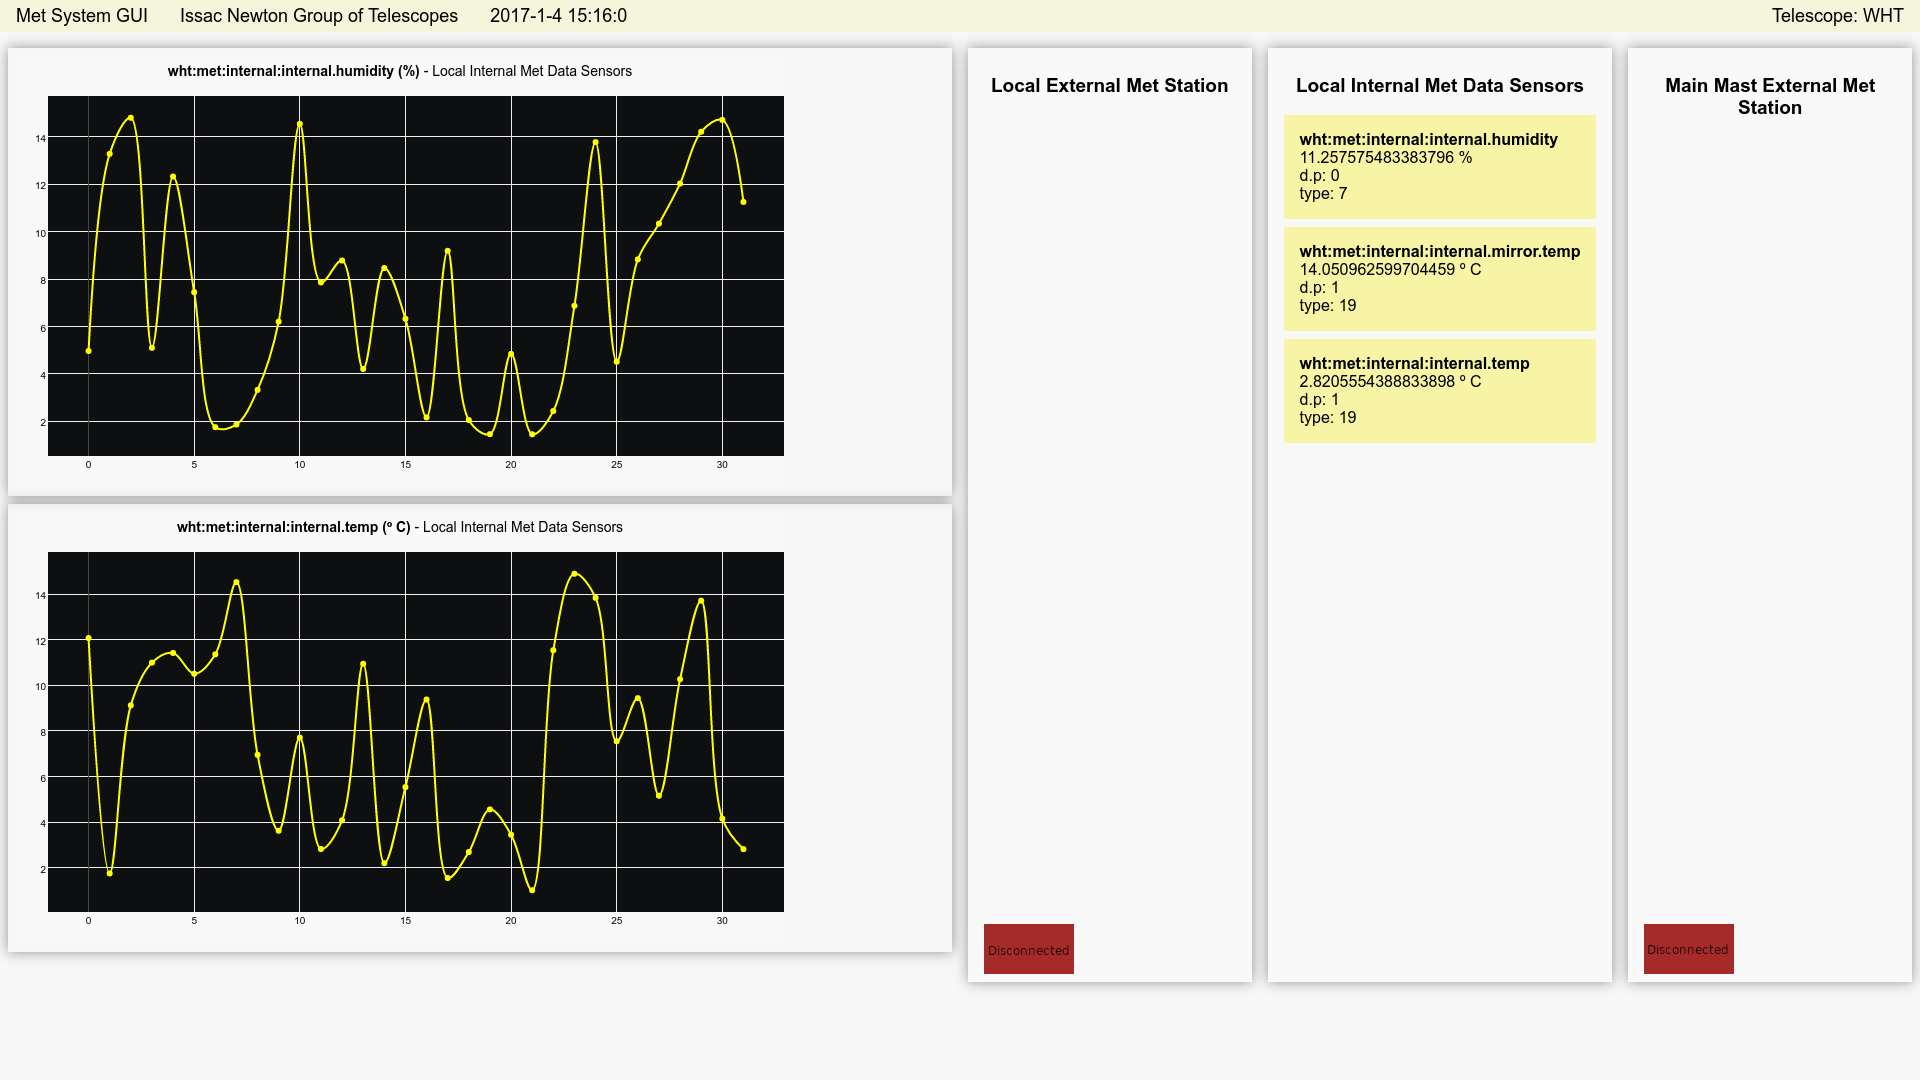 Met System GUI Issac Newton Group of Telescopes 2017-1-4 15:16:0 Telescope: WHT
wht:met:internal:internal.humidity (%) - Local Internal Met Data Sensors
14
12
10
8
6
4
2
0 5 10 15 20 25 30
wht:met:internal:internal.temp (º C) - Local Internal Met Data Sensors
14
12
10
8
6
4
2
0 5 10 15 20 25 30
Local External Met Station
Disconnected
Local Internal Met Data Sensors
wht:met:internal:internal.humidity
11.257575483383796 %
d.p: 0
type: 7
wht:met:internal:internal.mirror.temp
14.050962599704459 º C
d.p: 1
type: 19
wht:met:internal:internal.temp
2.8205554388833898 º C
d.p: 1
type: 19
Main Mast External Met
Station
Disconnected